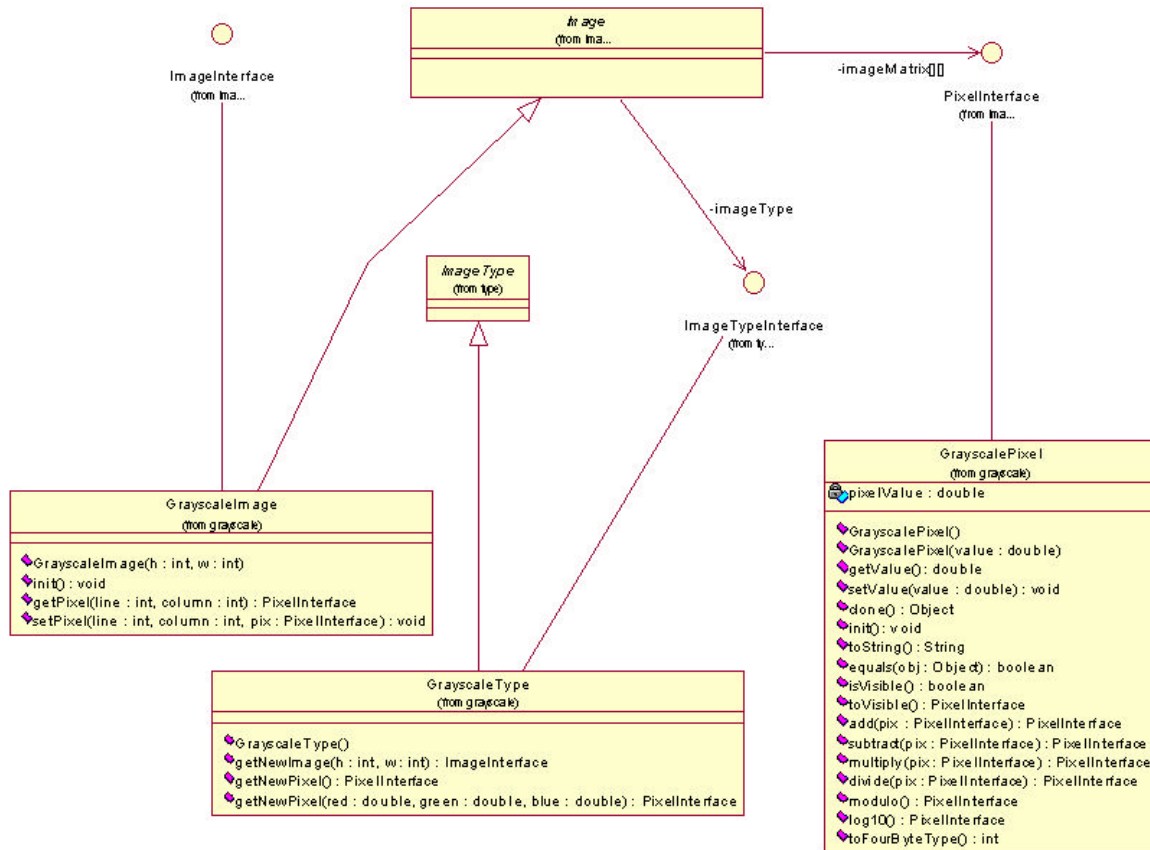 Image
(from Ima...
ImageInterface
(from Ima...
-imageMatrix[][]
PixelInterface
(from Ima...
-imageType
ImageType
(from type)
ImageTypeInterface
(from ty...
GrayscaleImage
(from grayscale)
GrayscaleImage(h : int, w : int)
init() : void
getPixel(line : int, column : int) : PixelInterface
setPixel(line : int, column : int, pix : PixelInterface) : void
GrayscaleType
(from grayscale)
GrayscaleType()
getNewImage(h : int, w : int) : ImageInterface
getNewPixel() : PixelInterface
getNewPixel(red : double, green : double, blue : double) : PixelInterface
GrayscalePixel
(from grayscale)
pixelValue : double
GrayscalePixel()
GrayscalePixel(value : double)
getValue() : double
setValue(value : double) : void
clone() : Object
init() : void
toString() : String
equals(obj : Object) : boolean
isVisible() : boolean
toVisible() : PixelInterface
add(pix : PixelInterface) : PixelInterface
subtract(pix : PixelInterface) : PixelInterface
multiply(pix : PixelInterface) : PixelInterface
divide(pix : PixelInterface) : PixelInterface
modulo() : PixelInterface
log10() : PixelInterface
toFourByteType() : int